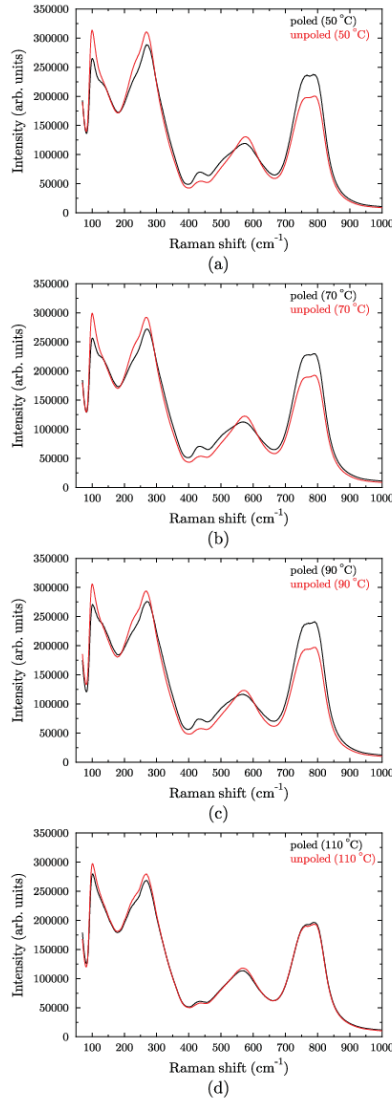 poled (50 °C)
unpoled (50 °C)
350000
300000
250000
200000
150000
100000
50000
0
Intensity (arb. units)
100 200 300 400 500 600 700 800 900 1000
Raman shift (cm⁻¹)
(a)
poled (70 °C)
unpoled (70 °C)
350000
300000
250000
200000
150000
100000
50000
0
Intensity (arb. units)
100 200 300 400 500 600 700 800 900 1000
Raman shift (cm⁻¹)
(b)
poled (90 °C)
unpoled (90 °C)
350000
300000
250000
200000
150000
100000
50000
0
Intensity (arb. units)
100 200 300 400 500 600 700 800 900 1000
Raman shift (cm⁻¹)
(c)
poled (110 °C)
unpoled (110 °C)
350000
300000
250000
200000
150000
100000
50000
0
Intensity (arb. units)
100 200 300 400 500 600 700 800 900 1000
Raman shift (cm⁻¹)
(d)